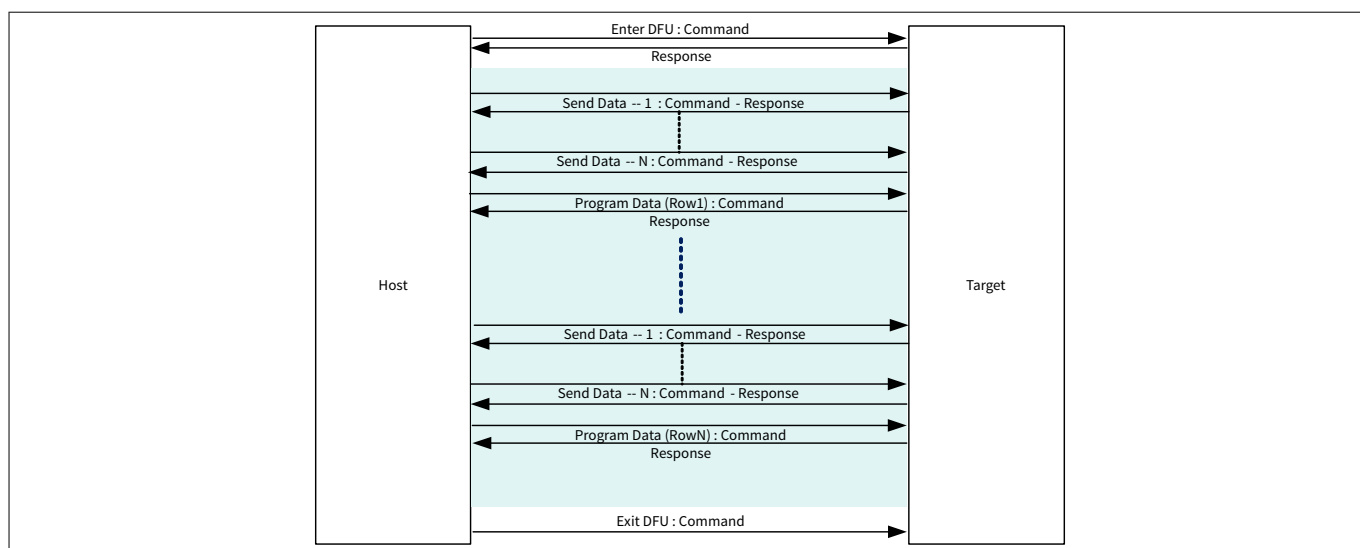 Enter DFU : Command
Response
Send Data -- 1 : Command - Response
Send Data -- N : Command - Response
Program Data (Row1) : Command
Response
Host
Target
Send Data -- 1 : Command - Response
Send Data -- N : Command - Response
Program Data (RowN) : Command
Response
Exit DFU : Command